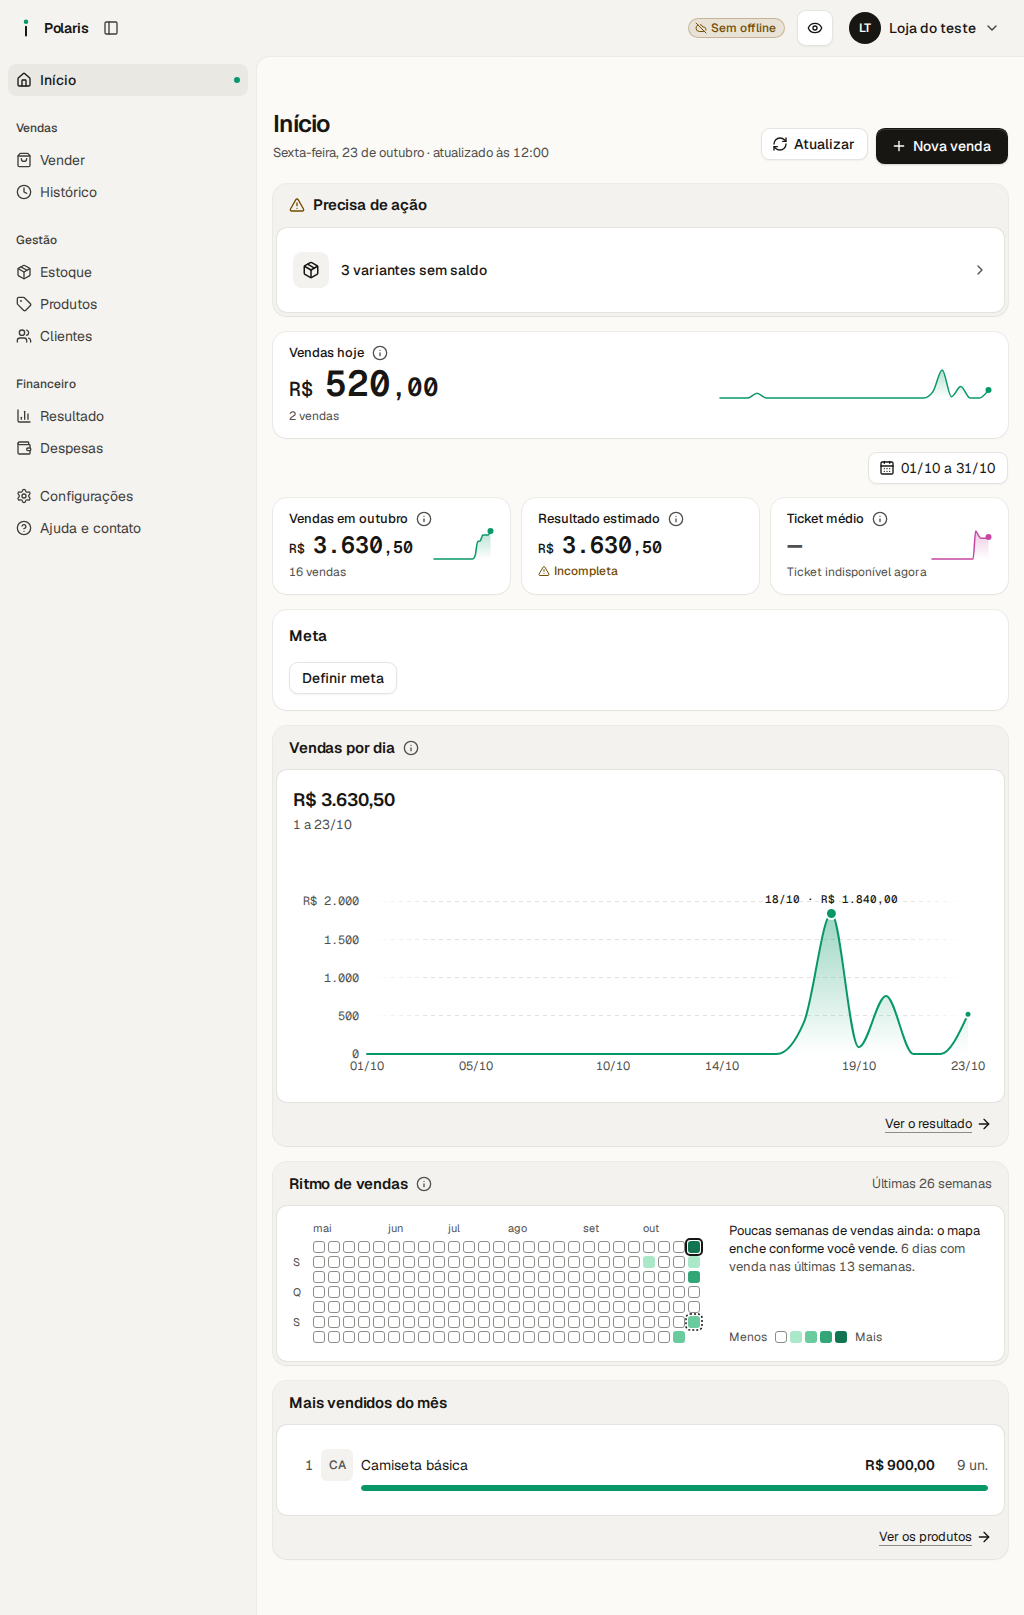 Polaris
Sem offline
LT
Loja do teste
Início
Vendas
Vender
Histórico
Gestão
Estoque
Produtos
Clientes
Financeiro
Resultado
Despesas
Configurações
Ajuda e contato
Início
Sexta-feira, 23 de outubro · atualizado às 12:00
Atualizar
Nova venda
Precisa de ação
3 variantes sem saldo
Vendas hoje
R$ 520,00
2 vendas
01/10 a 31/10
Vendas em outubro
R$ 3.630,50
16 vendas
Resultado estimado
R$ 3.630,50
Incompleta
Ticket médio
—
Ticket indisponível agora
Meta
Definir meta
Vendas por dia
R$ 3.630,50
1 a 23/10
18/10 · R$ 1.840,00
R$ 2.000
1.500
1.000
500
0
01/10 05/10 10/10 14/10 19/10 23/10
Ver o resultado
Ritmo de vendas
Últimas 26 semanas
mai jun jul ago set out
S
Q
S
Poucas semanas de vendas ainda: o mapa
enche conforme você vende. 6 dias com
venda nas últimas 13 semanas.
Menos
Mais
Mais vendidos do mês
1 CA Camiseta básica R$ 900,00 9 un.
Ver os produtos